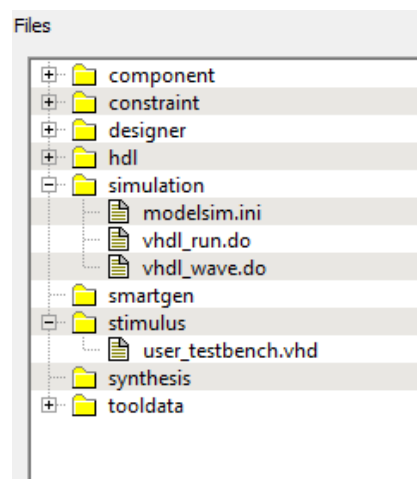 Files
component
constraint
designer
hdl
simulation
modelsim.ini
vhdl_run.do
vhdl_wave.do
smartgen
stimulus
user_testbench.vhd
synthesis
tooldata